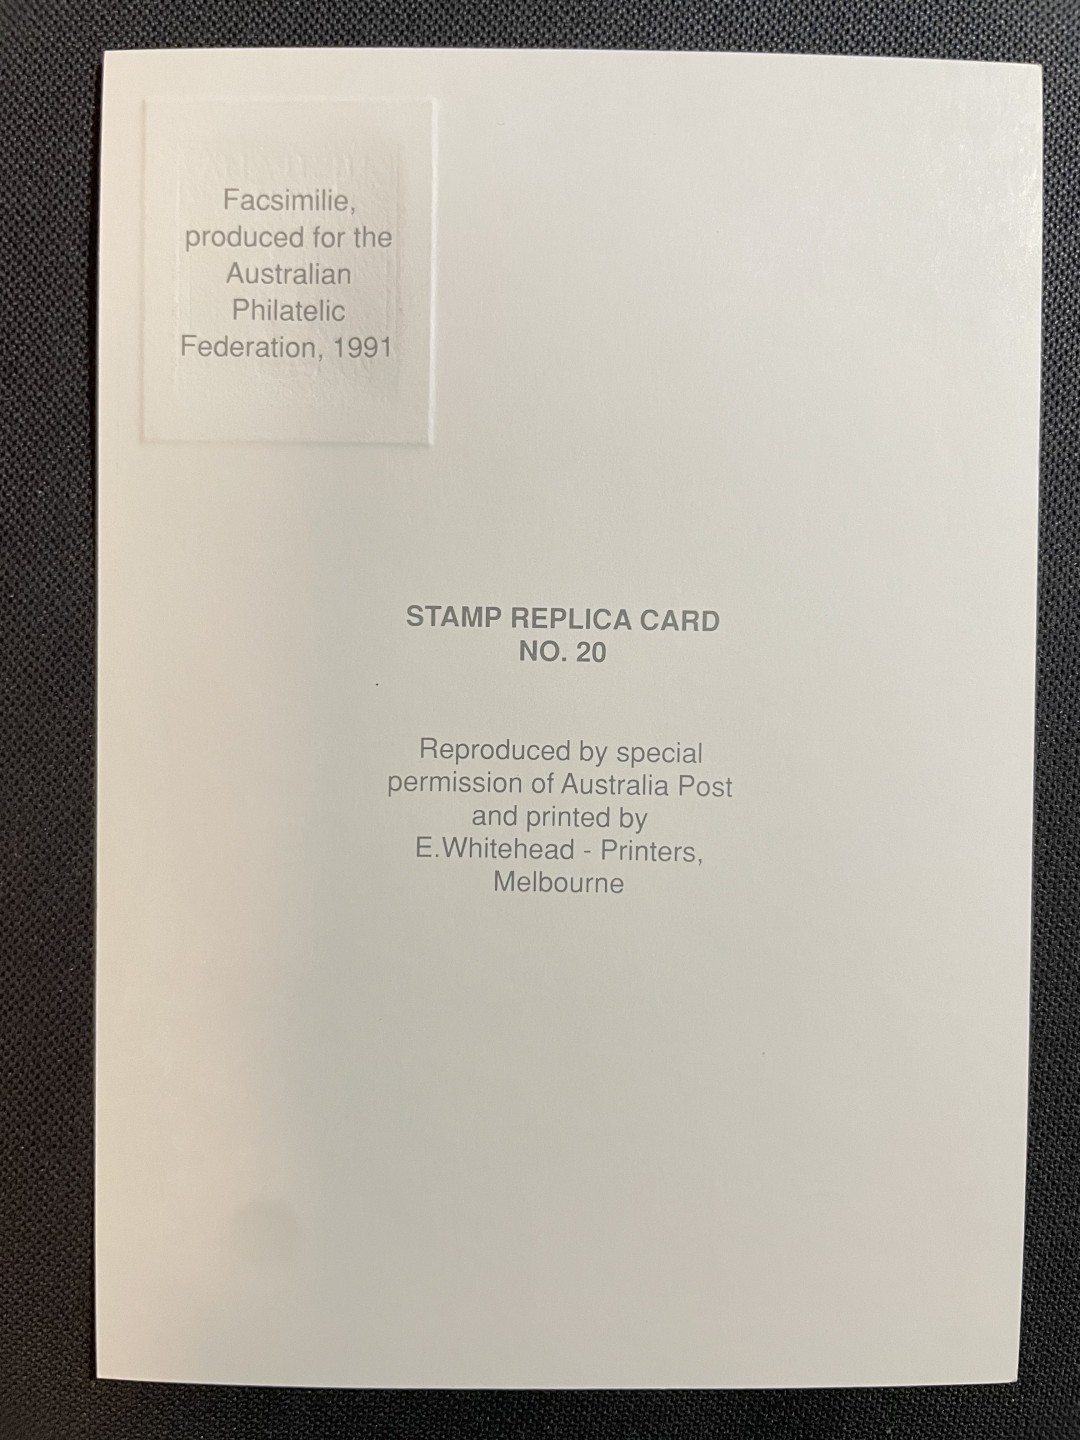 Facsimilie,
produced for the
Australian
Philatelic
Federation, 1991
STAMP REPLICA CARD
NO. 20
Reproduced by special
permission of Australia Post
and printed by
E.Whitehead - Printers,
Melbourne